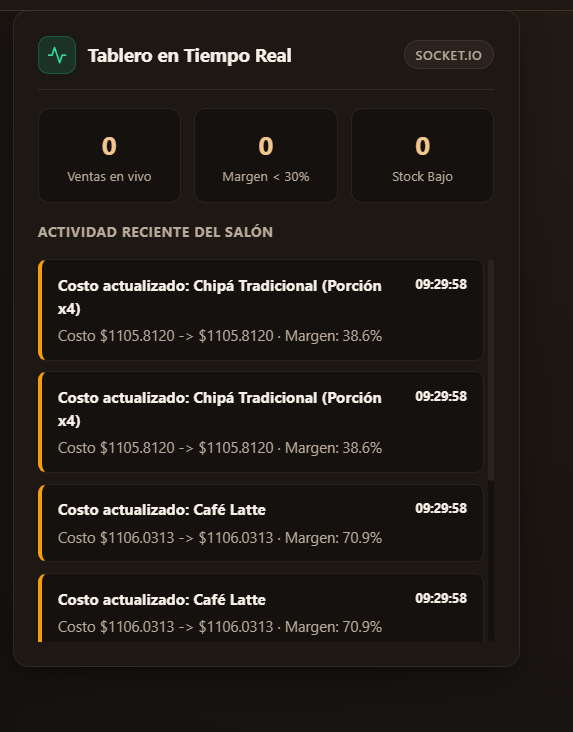 Tablero en Tiempo Real
SOCKET.IO
0
Ventas en vivo
0
Margen < 30%
0
Stock Bajo
ACTIVIDAD RECIENTE DEL SALÓN
Costo actualizado: Chipá Tradicional (Porción
x4)
09:29:58
Costo $1105.8120 -> $1105.8120 · Margen: 38.6%
Costo actualizado: Chipá Tradicional (Porción
x4)
09:29:58
Costo $1105.8120 -> $1105.8120 · Margen: 38.6%
Costo actualizado: Café Latte
09:29:58
Costo $1106.0313 -> $1106.0313 · Margen: 70.9%
Costo actualizado: Café Latte
09:29:58
Costo $1106.0313 -> $1106.0313 · Margen: 70.9%